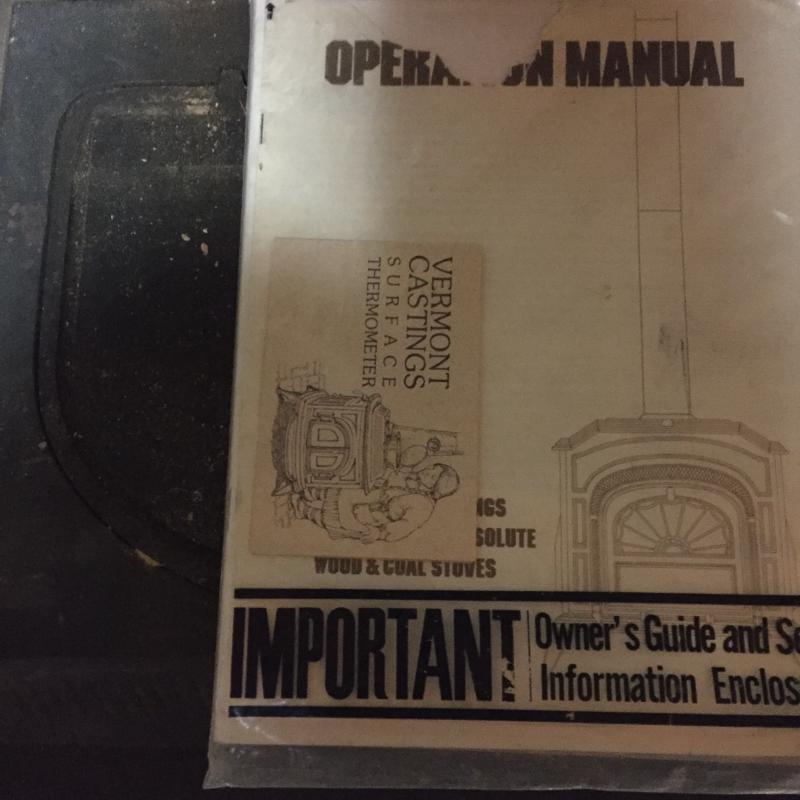 MANUAL
VERMONT
CASTINGS
SURFACE
THERMOMETER
WOOD & COAL STOVES
IMPORTANT
Owner's Guide and
Information